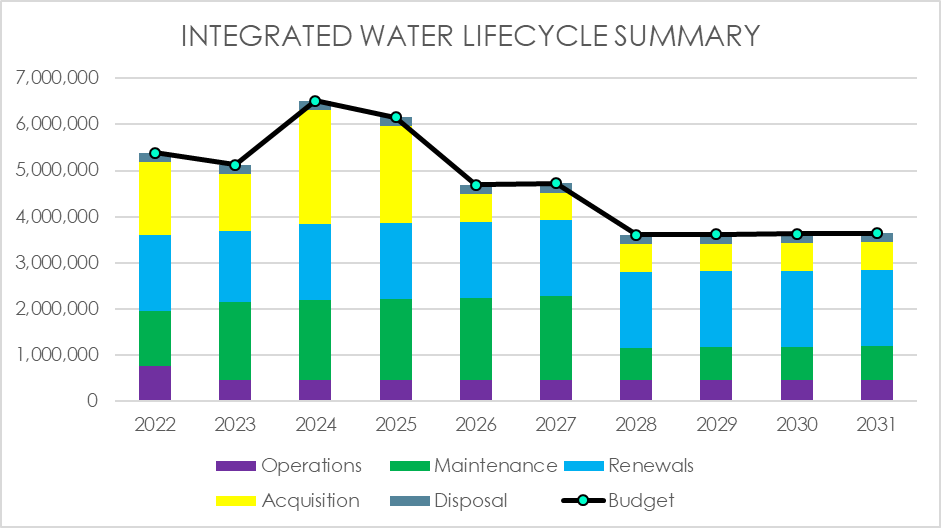 INTEGRATED WATER LIFECYCLE SUMMARY
7,000,000
6,000,000
5,000,000
4,000,000
3,000,000
2,000,000
1,000,000
0
2022 2023 2024 2025 2026 2027 2028 2029 2030 2031
Operations Maintenance Renewals
Acquisition Disposal Budget